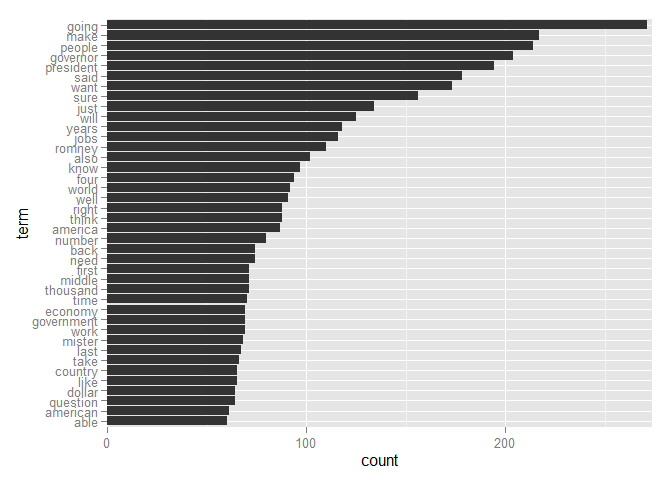 going
make
people
governor
president
said
want
sure
just
will
years
jobs
romney
also
know
four
world
well
right
think
america
number
back
need
first
middle
thousand
time
economy
government
work
mister
last
take
country
like
dollar
question
american
able
term
0 100 200
count